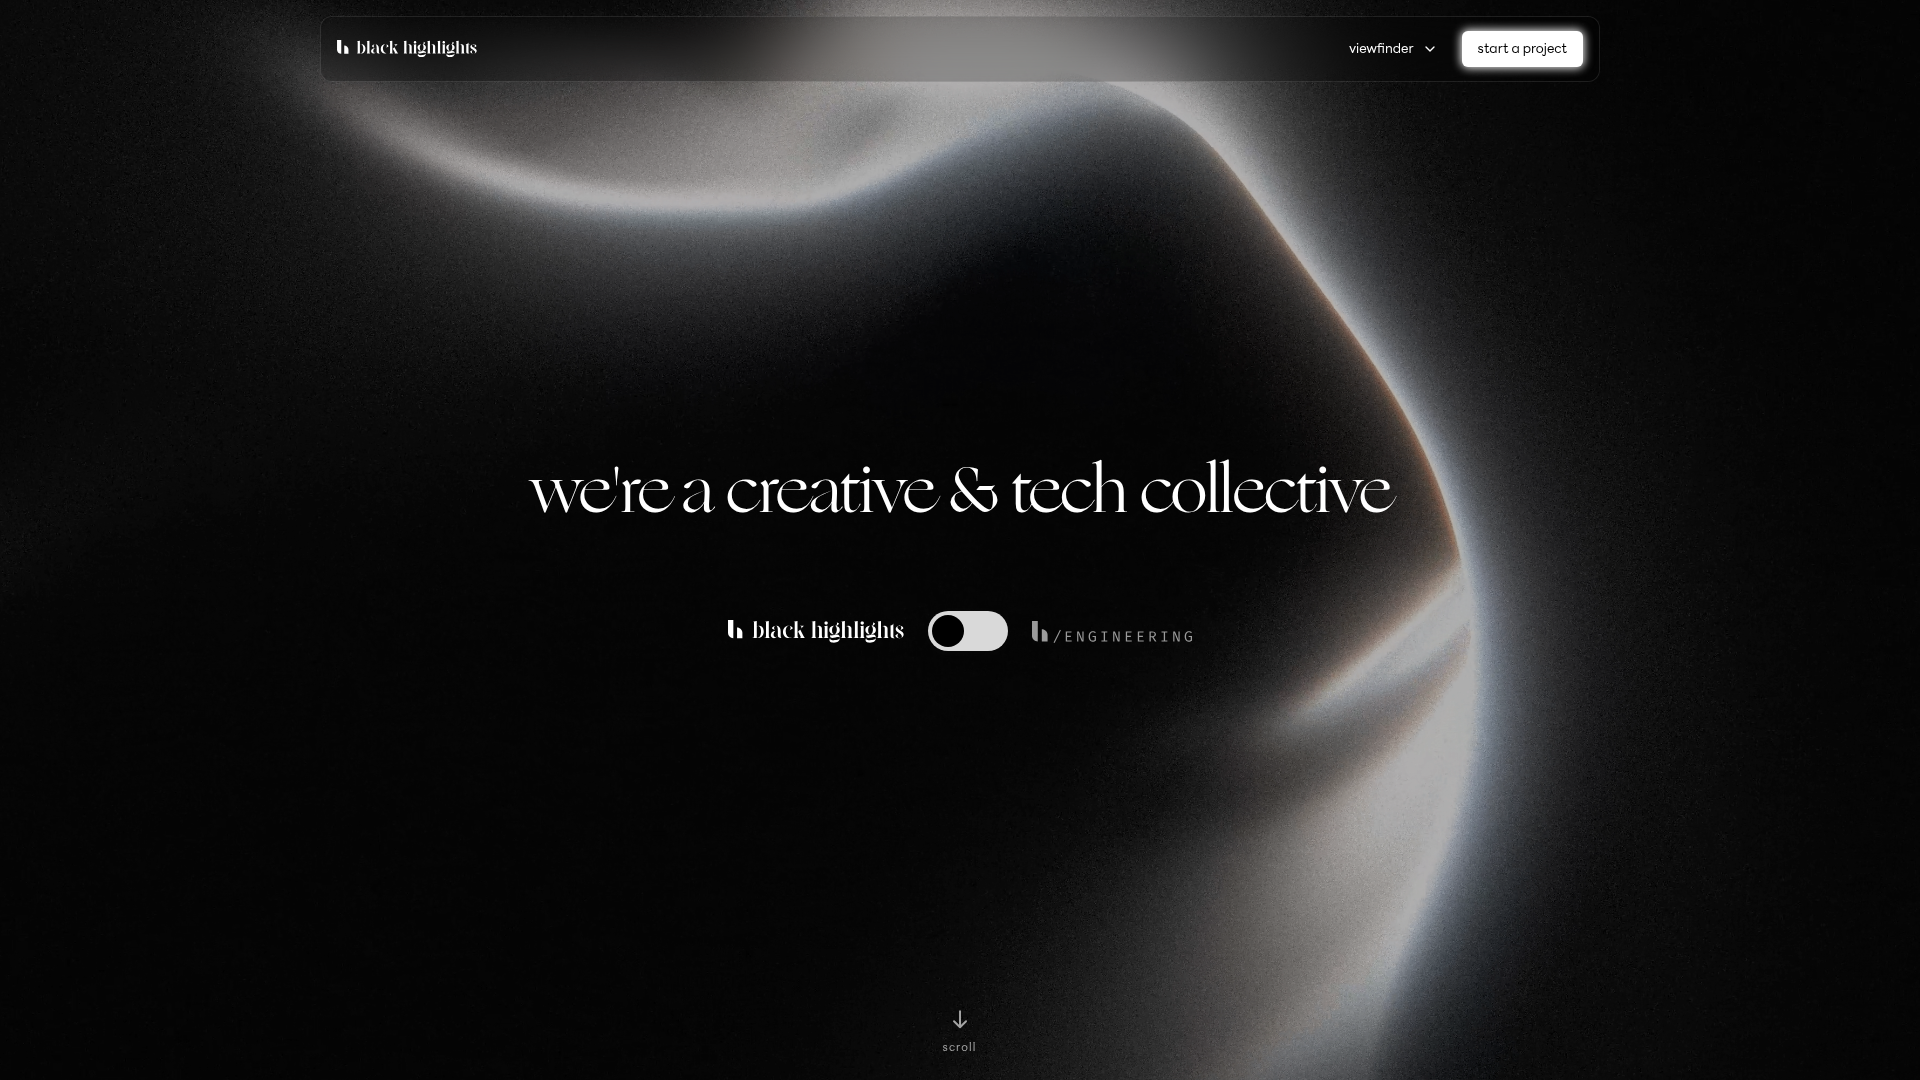 black highlights
viewfinder
start a project
we're a creative & tech collective
black highlights
/ENGINEERING
scroll